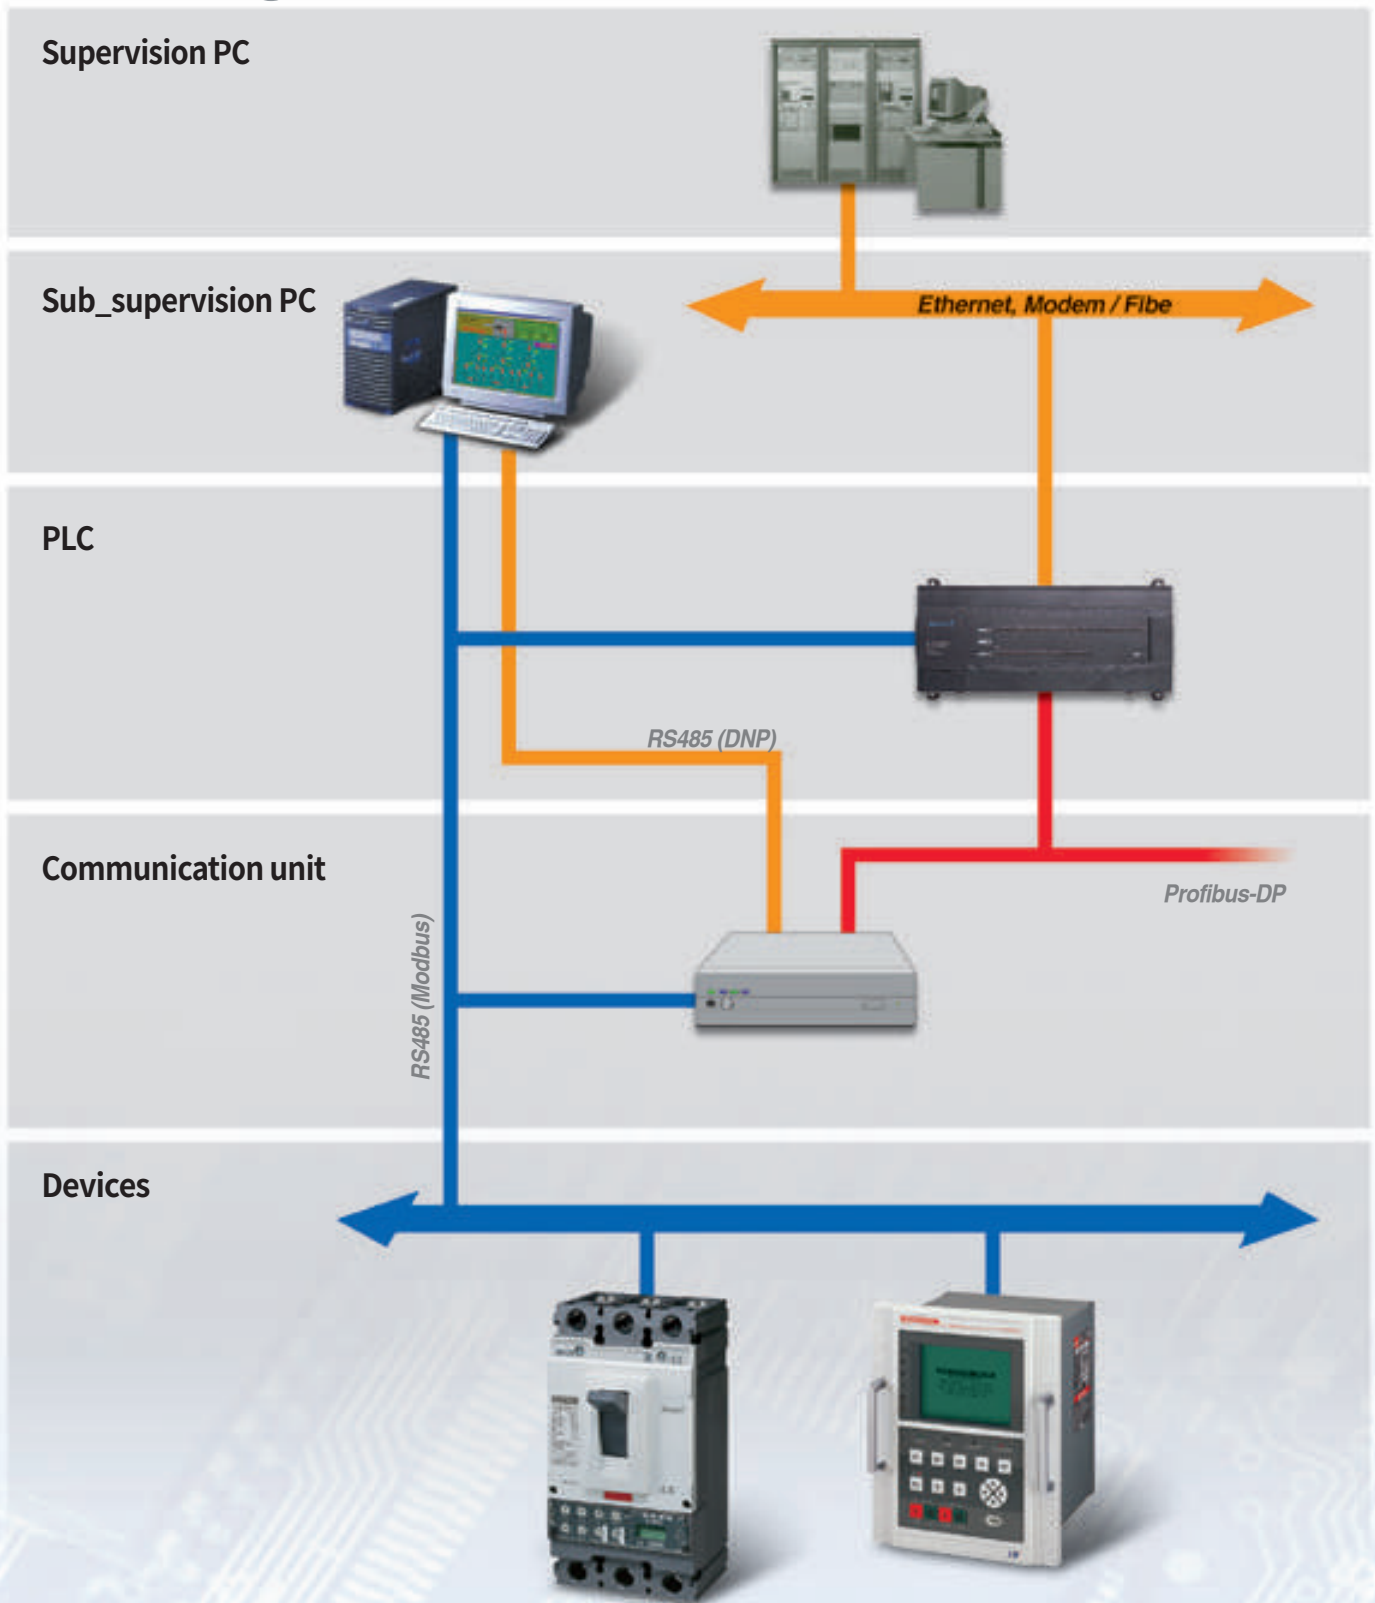 Supervision PC
Sub_supervision PC
Ethernet, Modem / Fibe
PLC
RS485 (DNP)
Communication unit
Profibus-DP
RS485 (Modbus)
Devices